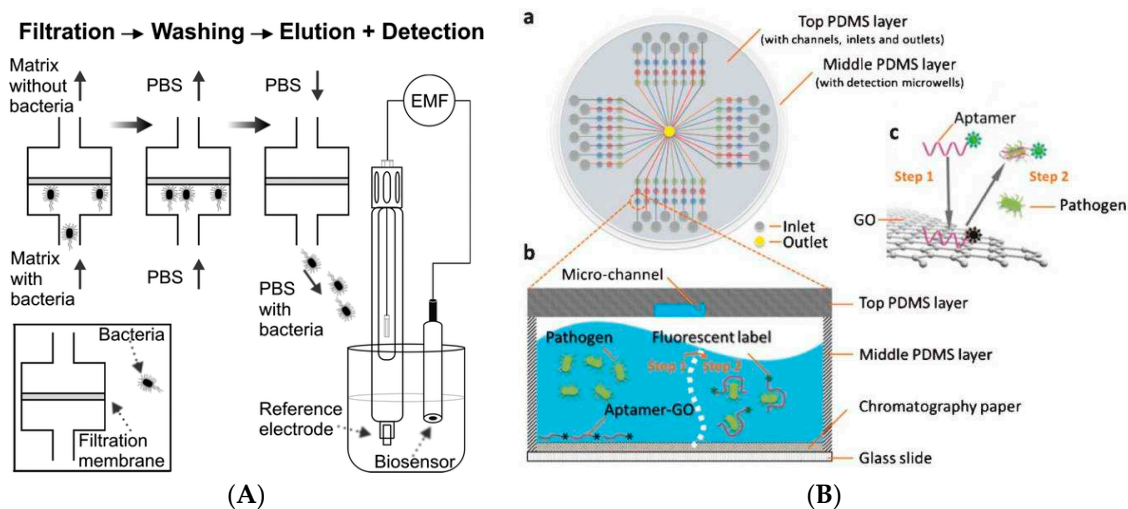 Filtration → Washing → Elution + Detection
Matrix
without
bacteria
PBS
PBS
EMF
Matrix
with
bacteria
PBS
PBS
with
bacteria
Bacteria
Filtration
membrane
Reference
electrode
Biosensor
(A)
a
Top PDMS layer
(with channels, inlets and outlets)
Middle PDMS layer
(with detection microwells)
Inlet
Outlet
c
Aptamer
Step 1
Step 2
GO
Pathogen
b
Micro-channel
Top PDMS layer
Pathogen
Fluorescent label
Step 1
Step 2
Middle PDMS layer
Aptamer-GO
Chromatography paper
Glass slide
(B)